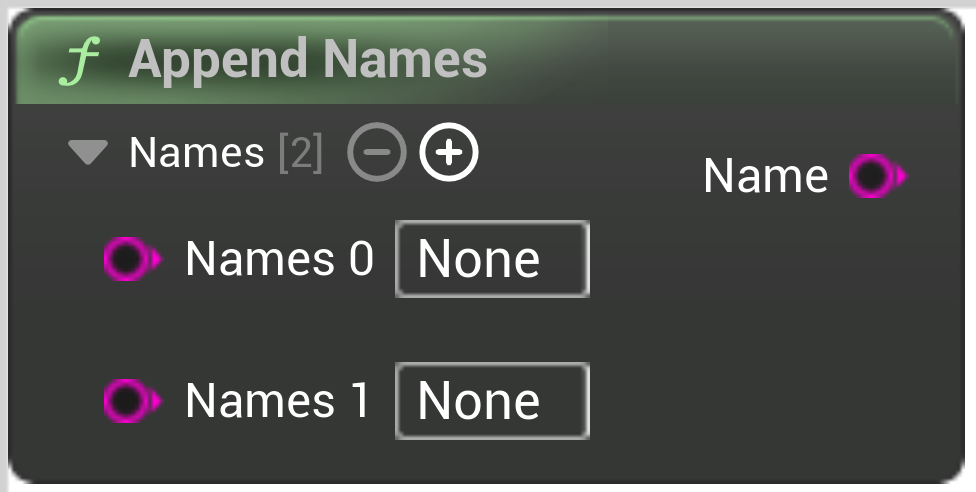 f Append Names
Names [2] − +
Name
Names 0 None
Names 1 None